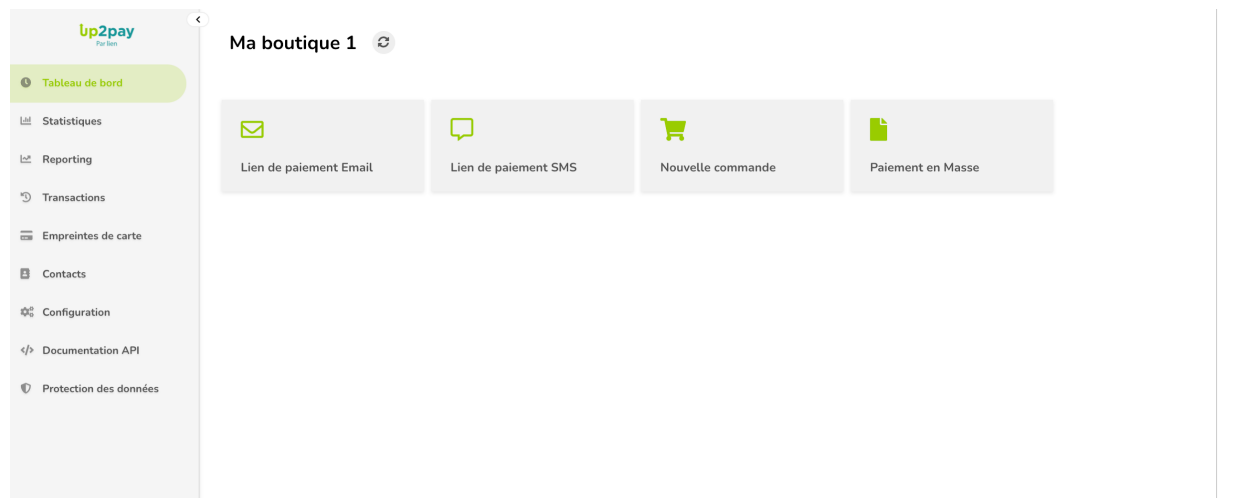 Up2pay
Par lien
Ma boutique 1
Tableau de bord
Statistiques
Reporting
Transactions
Empreintes de carte
Contacts
Configuration
Documentation API
Protection des données
Lien de paiement Email
Lien de paiement SMS
Nouvelle commande
Paiement en Masse